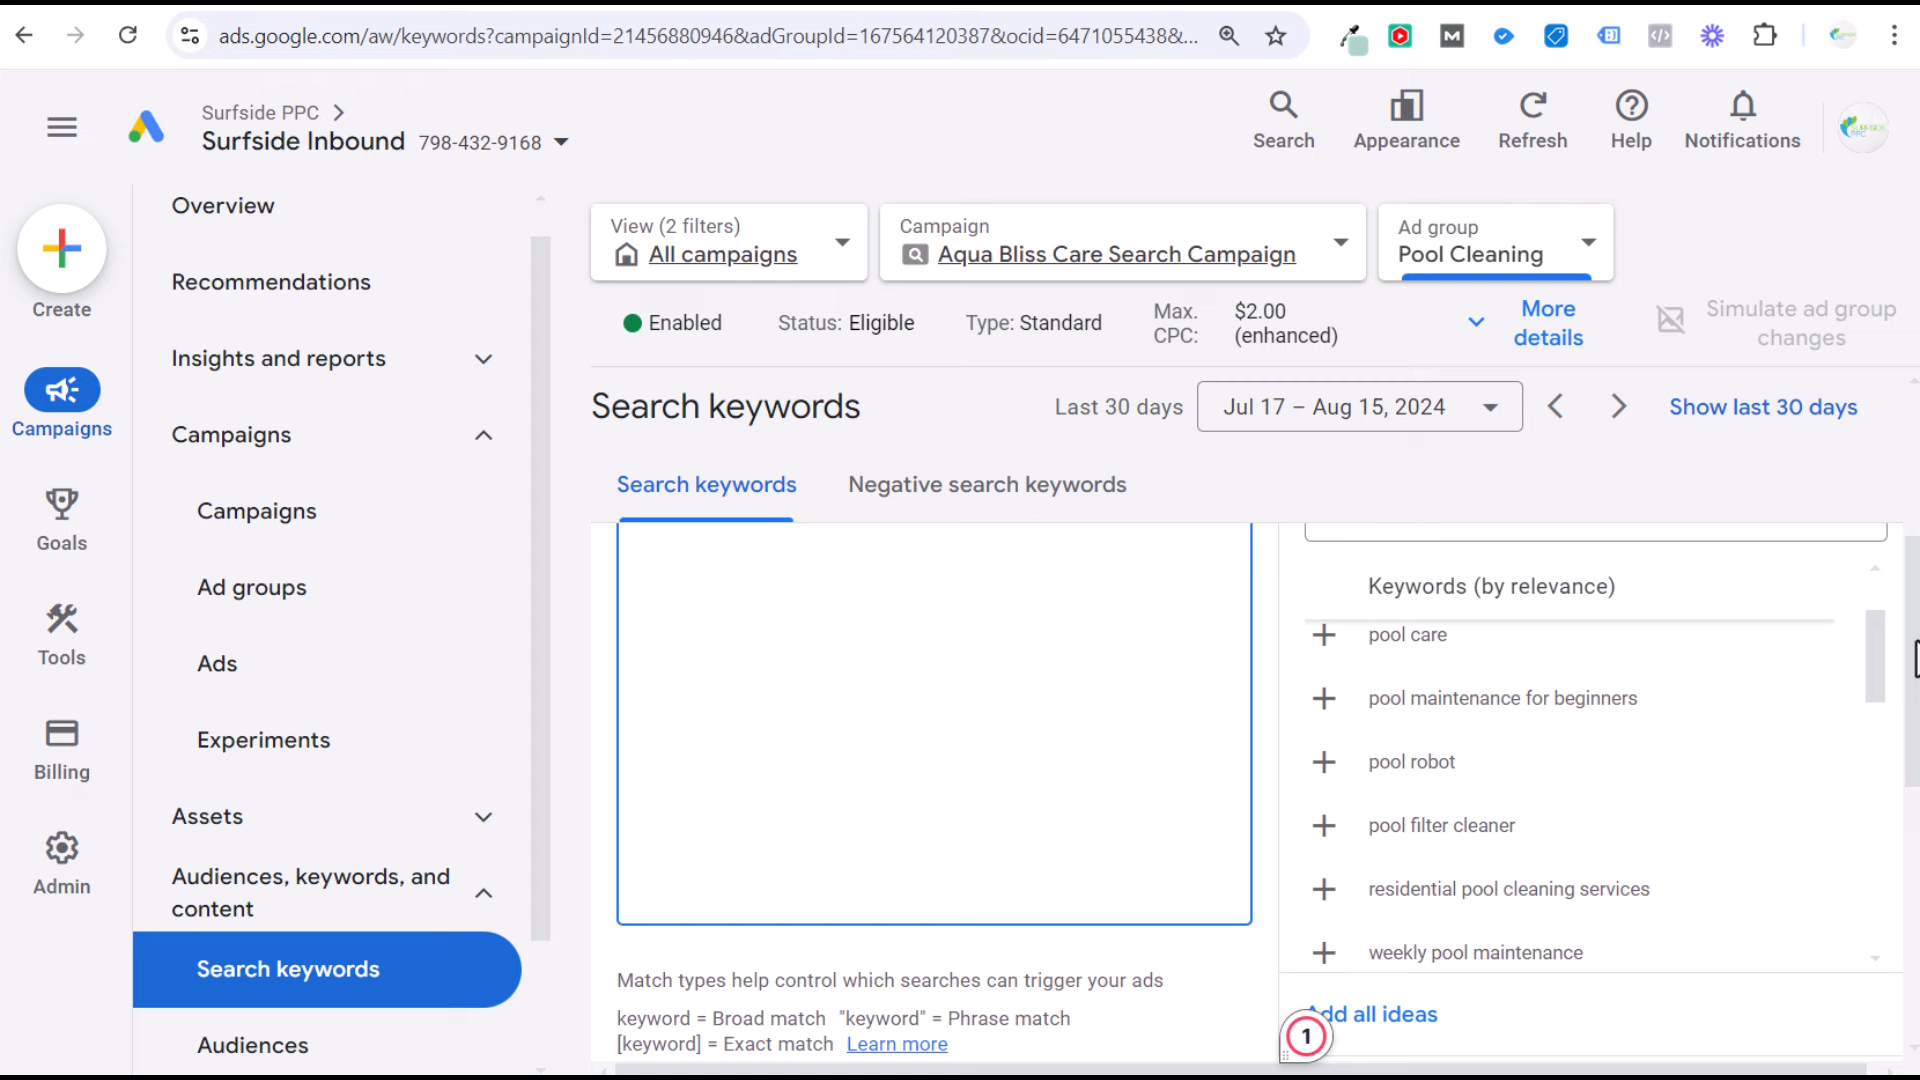 ads.google.com/aw/keywords?campaignId=21456880946&adGroupId=167564120387&ocid=6471055438&...
Surfside PPC
Surfside Inbound 798-432-9168
Search
Appearance
Refresh
Help
Notifications
Create
Campaigns
Goals
Tools
Billing
Admin
Overview
Recommendations
Insights and reports
Campaigns
Campaigns
Ad groups
Ads
Experiments
Assets
Audiences, keywords, and
content
Search keywords
Audiences
View (2 filters)
All campaigns
Campaign
Aqua Bliss Care Search Campaign
Ad group
Pool Cleaning
Enabled
Status: Eligible
Type: Standard
Max.
CPC:
$2.00
(enhanced)
More
details
Simulate ad group
changes
Search keywords
Last 30 days
Jul 17 – Aug 15, 2024
Show last 30 days
Search keywords
Negative search keywords
Keywords (by relevance)
pool care
pool maintenance for beginners
pool robot
pool filter cleaner
residential pool cleaning services
weekly pool maintenance
Add all ideas
1
Match types help control which searches can trigger your ads
keyword = Broad match "keyword" = Phrase match
[keyword] = Exact match Learn more